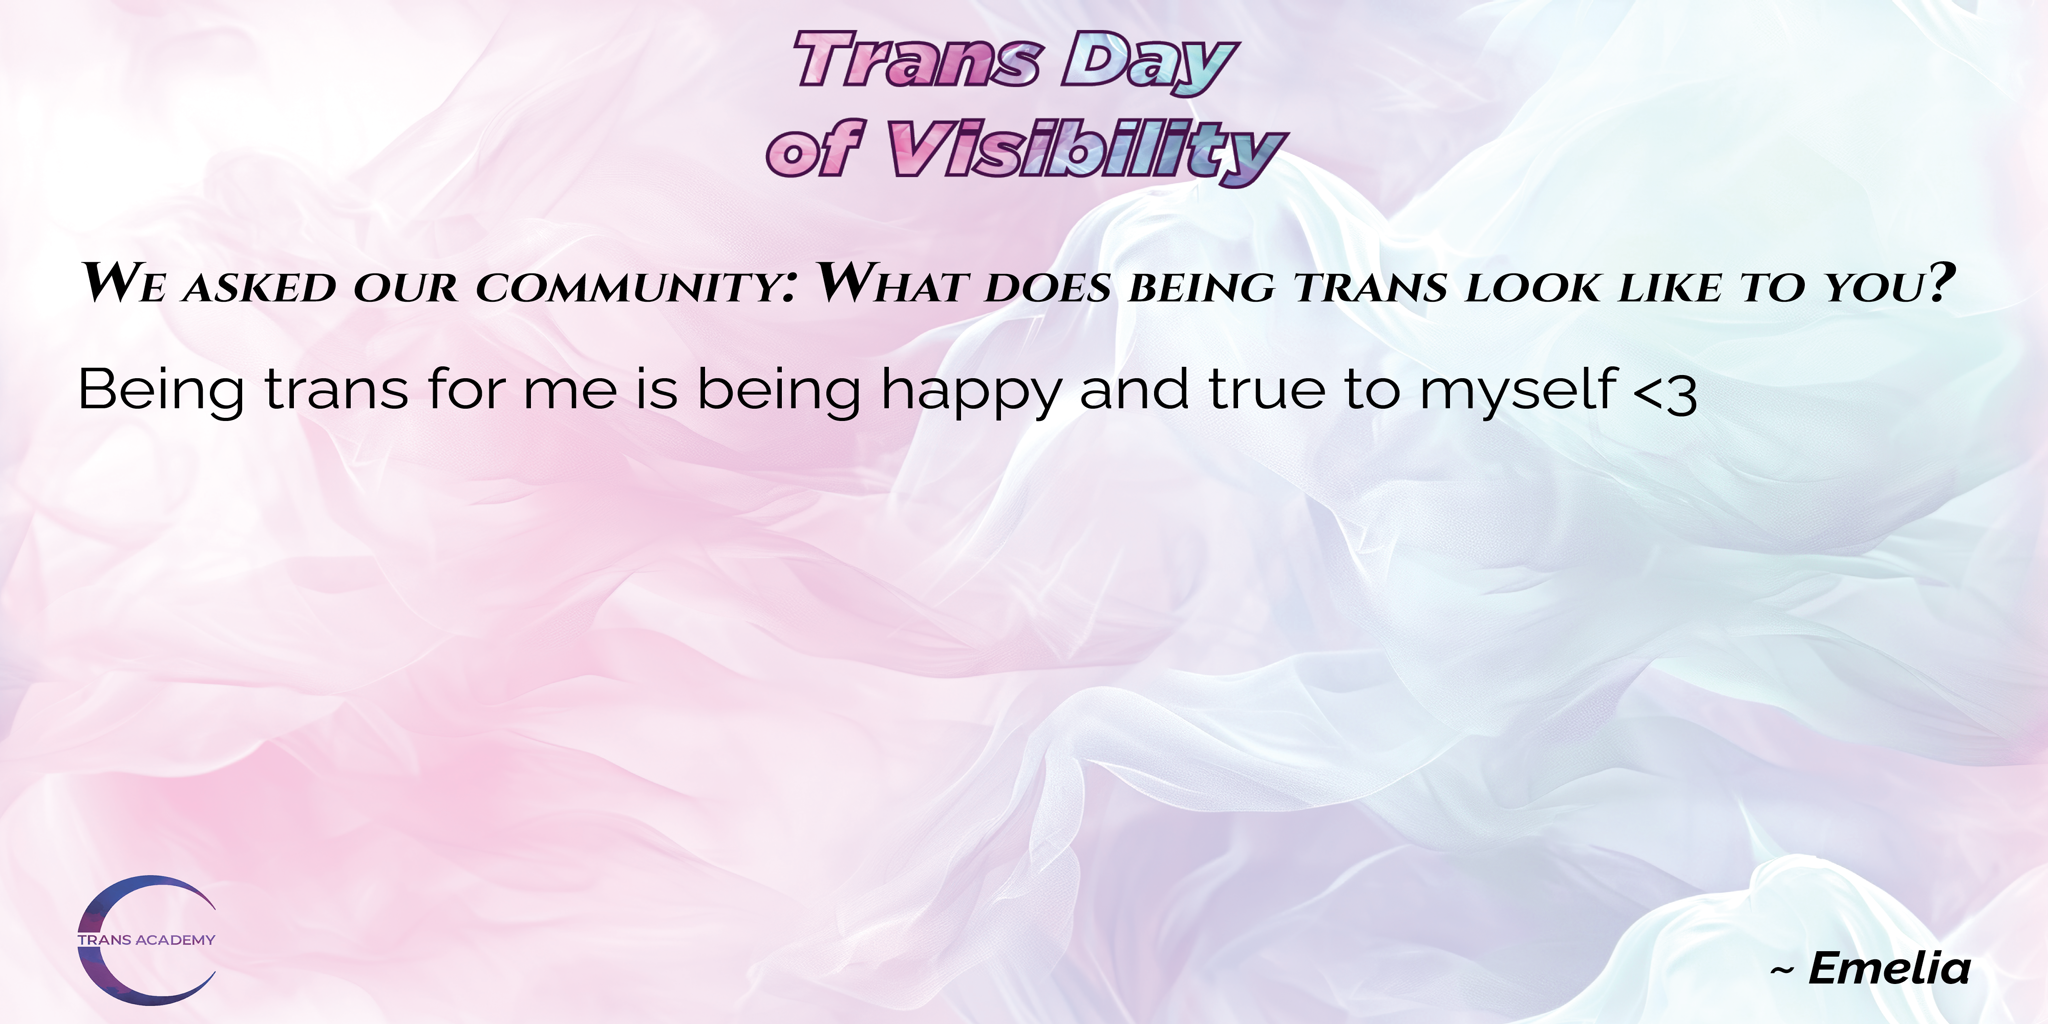 Trans Day
of Visibility
We asked our community: What does being trans look like to you?
Being trans for me is being happy and true to myself <3
TRANS ACADEMY
~ Emelia